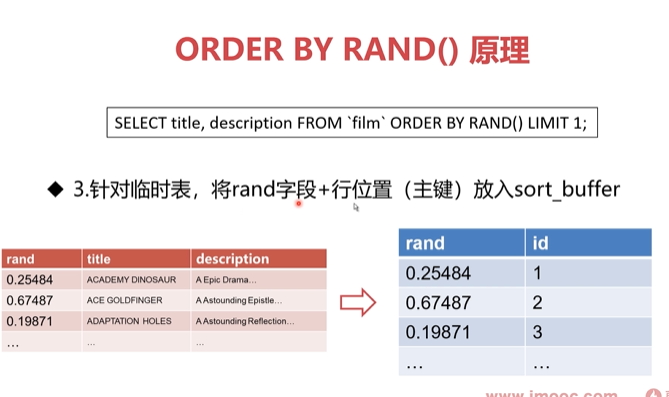 ORDER BY RAND() 原理
SELECT title, description FROM `film` ORDER BY RAND() LIMIT 1;
◆ 3.针对临时表，将rand字段+行位置（主键）放入sort_buffer
rand title description
0.25484 ACADEMY DINOSAUR A Epic Drama…
0.67487 ACE GOLDFINGER A Astounding Epistle…
0.19871 ADAPTATION HOLES A Astounding Reflection…
… … …
rand id
0.25484 1
0.67487 2
0.19871 3
… …
www.imooc.com